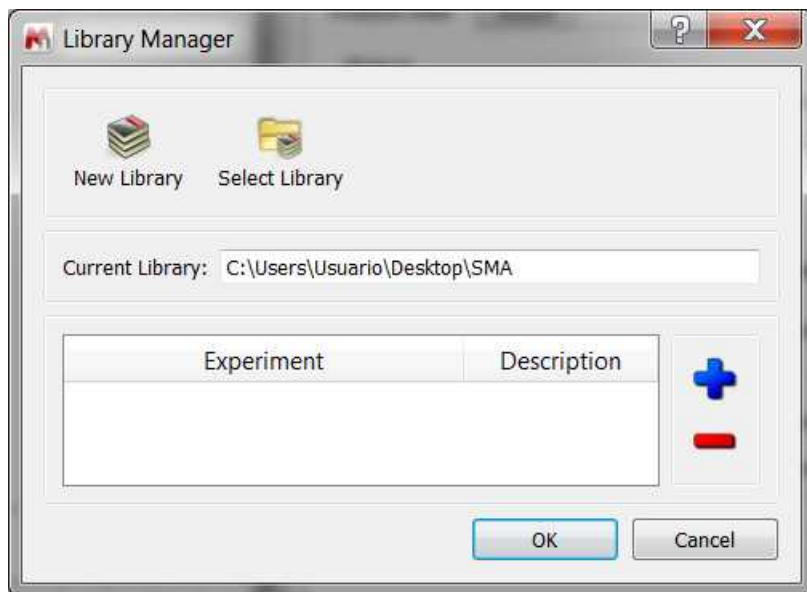 Library Manager
New Library Select Library
Current Library: C:\Users\Usuario\Desktop\SMA
Experiment Description
OK Cancel